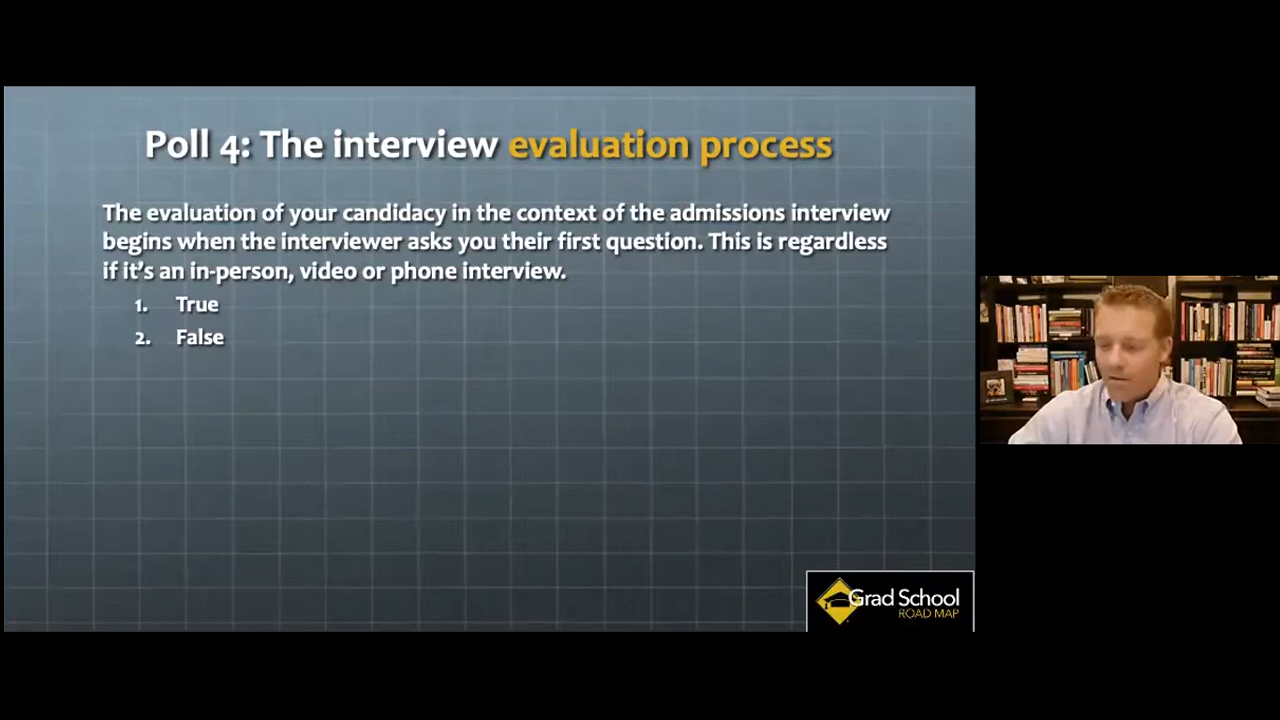 Poll 4: The interview evaluation process
The evaluation of your candidacy in the context of the admissions interview
begins when the interviewer asks you their first question. This is regardless
if it's an in-person, video or phone interview.
1. True
2. False
Grad School
ROAD MAP